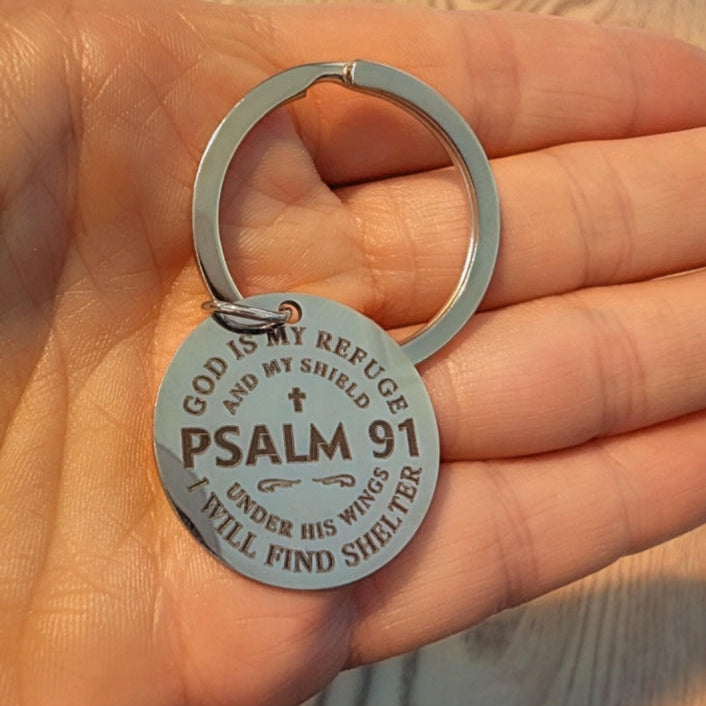 GOD IS MY REFUGE
AND MY SHIELD
PSALM 91
UNDER HIS WINGS
I WILL FIND SHELTER